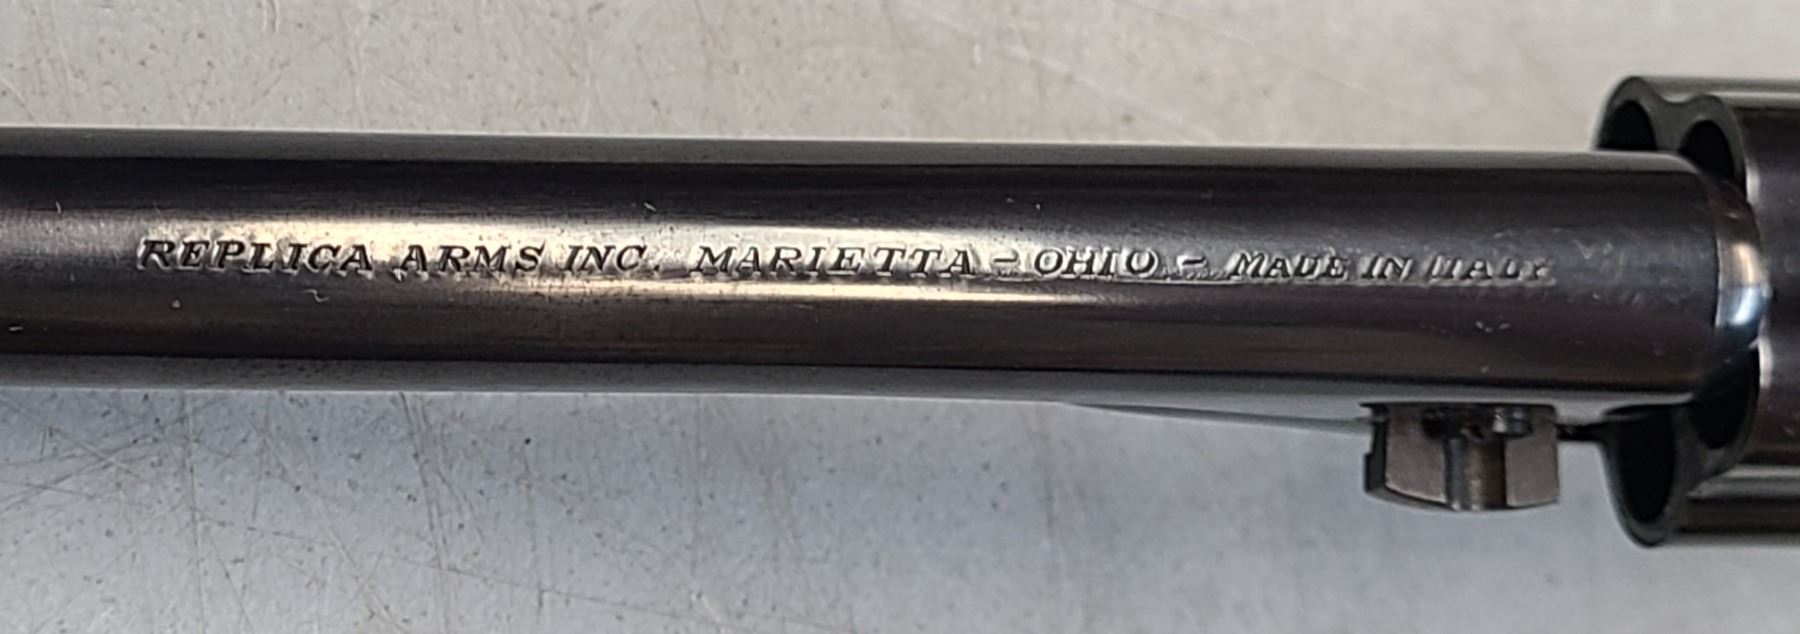 REPLICA ARMS INC. MARIETTA - OHIO - MADE IN ITALY